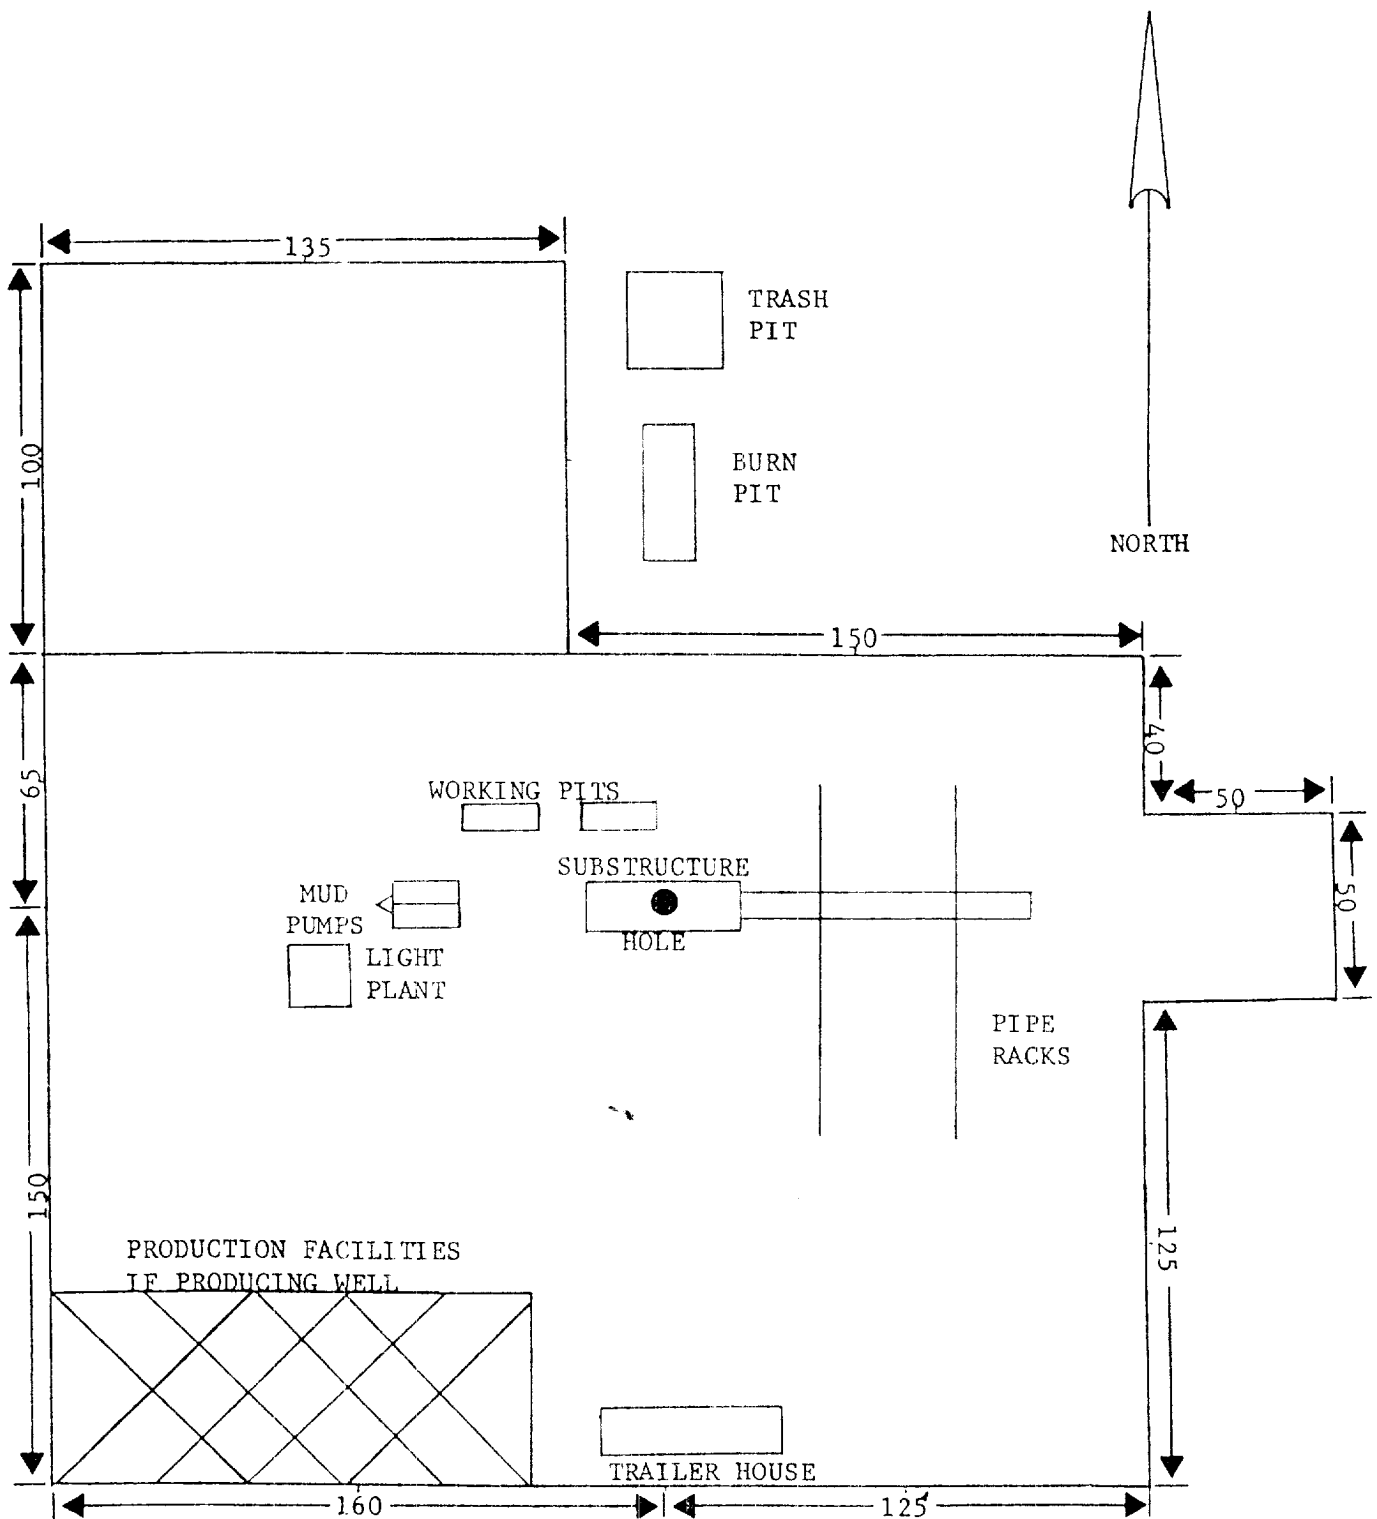 135
TRASH
PIT
100
BURN
PIT
NORTH
150
40
65
50
WORKING PITS
SUBSTRUCTURE
MUD
PUMPS
50
HOLE
LIGHT
PLANT
PIPE
RACKS
150
125
PRODUCTION FACILITIES
IF PRODUCING WELL
TRAILER HOUSE
160
125